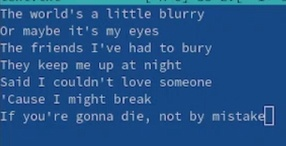 The world's a little blurry
Or maybe it's my eyes
The friends I've had to bury
They keep me up at night
Said I couldn't love someone
'Cause I might break
If you're gonna die, not by mistake